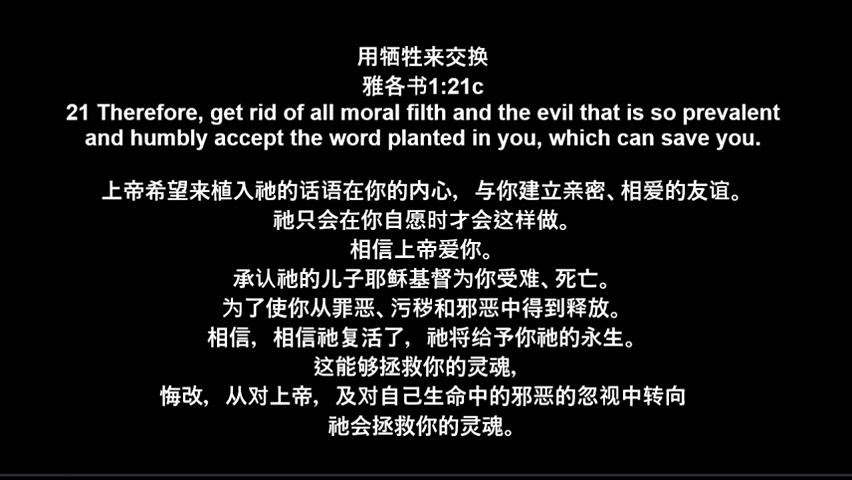 用牺牲来交换
雅各书1:21c
21 Therefore, get rid of all moral filth and the evil that is so prevalent
and humbly accept the word planted in you, which can save you.
上帝希望来植入祂的话语在你的内心，与你建立亲密、相爱的友谊。
祂只会在你自愿时才会这样做。
相信上帝爱你。
承认祂的儿子耶稣基督为你受难、死亡。
为了使你从罪恶、污秽和邪恶中得到释放。
相信，相信祂复活了，祂将给予你祂的永生。
这能够拯救你的灵魂，
悔改，从对上帝，及对自己生命中的邪恶的忽视中转向
祂会拯救你的灵魂。